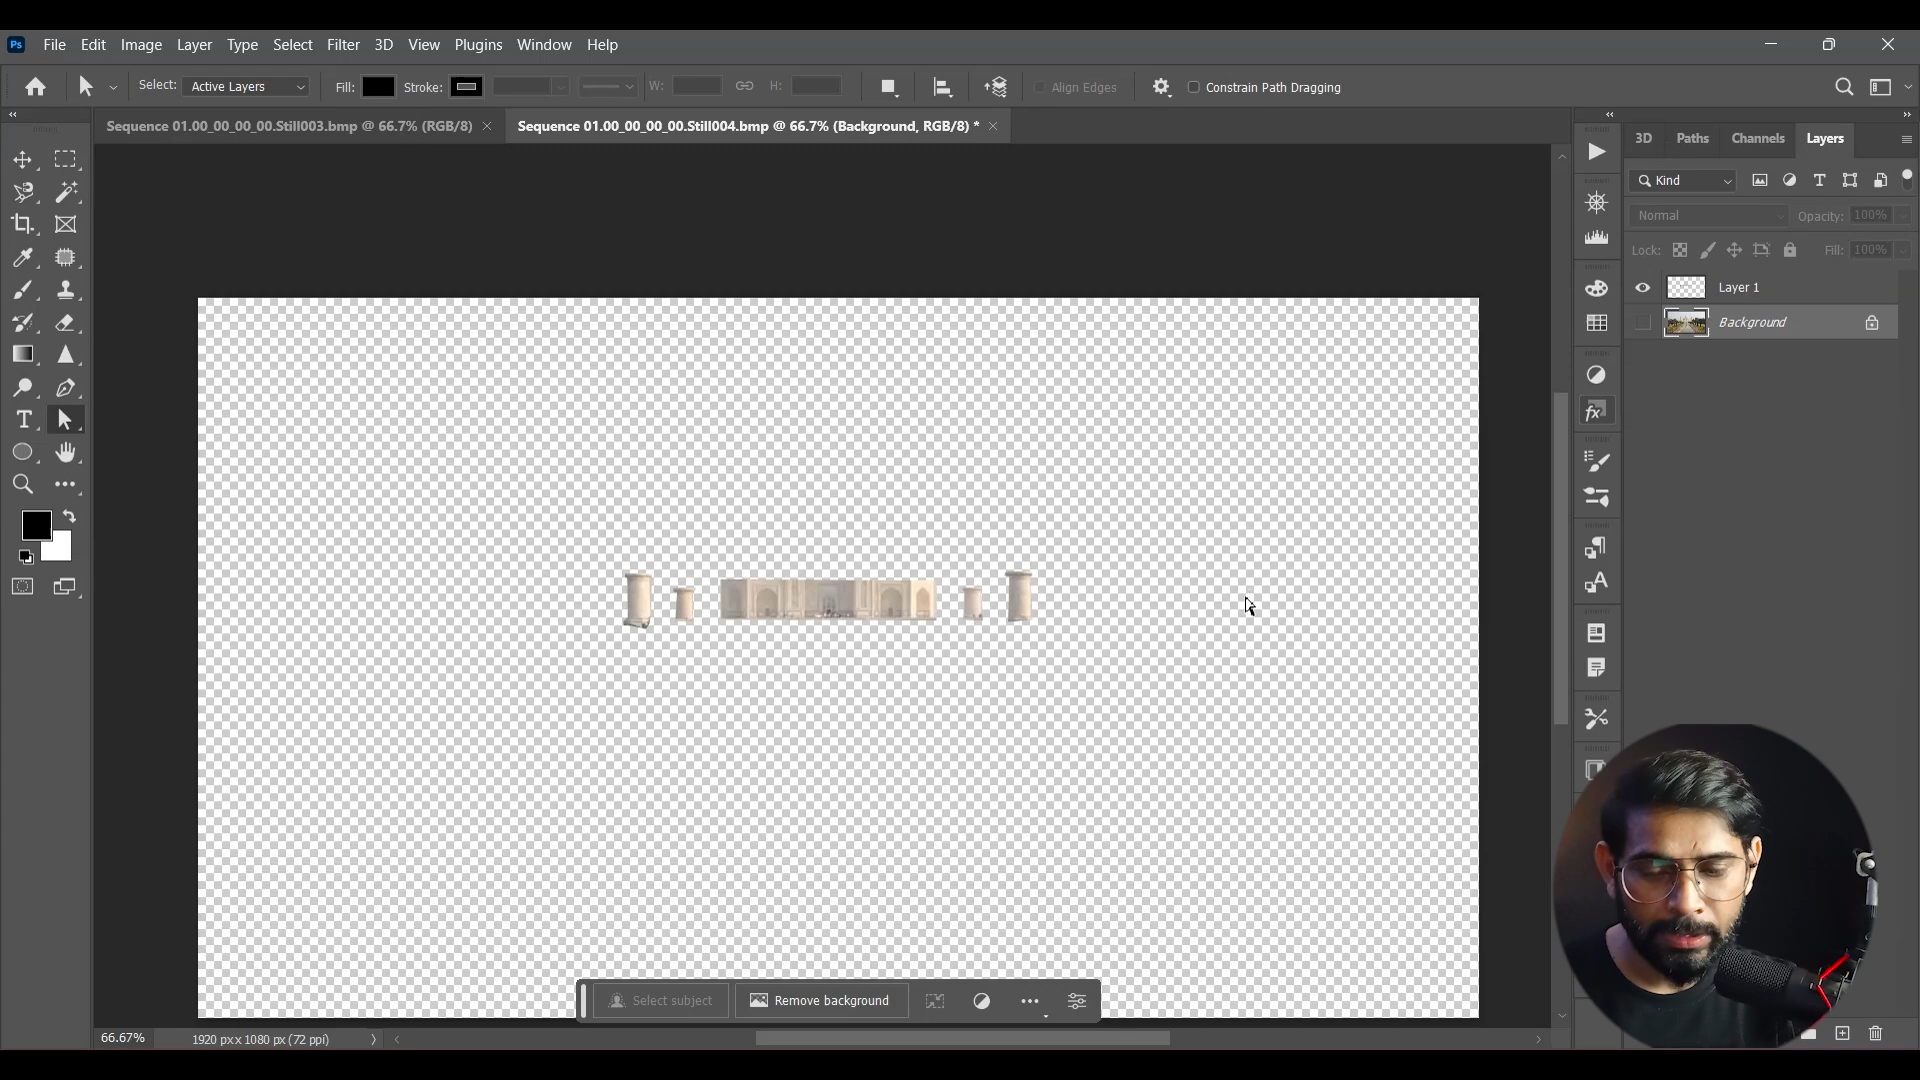 Ps File Edit Image Layer Type Select Filter 3D View Plugins Window Help
Select: Active Layers Fill: Stroke: W: H: Align Edges Constrain Path Dragging
Sequence 01.00_00_00_00.Still003.bmp @ 66.7% (RGB/8) Sequence 01.00_00_00_00.Still004.bmp @ 66.7% (Background, RGB/8) *
3D Paths Channels Layers
Kind
Normal Opacity: 100%
Lock: Fill: 100%
Layer 1
Background
Select subject Remove background
66.67% 1920 px x 1080 px (72 ppi)